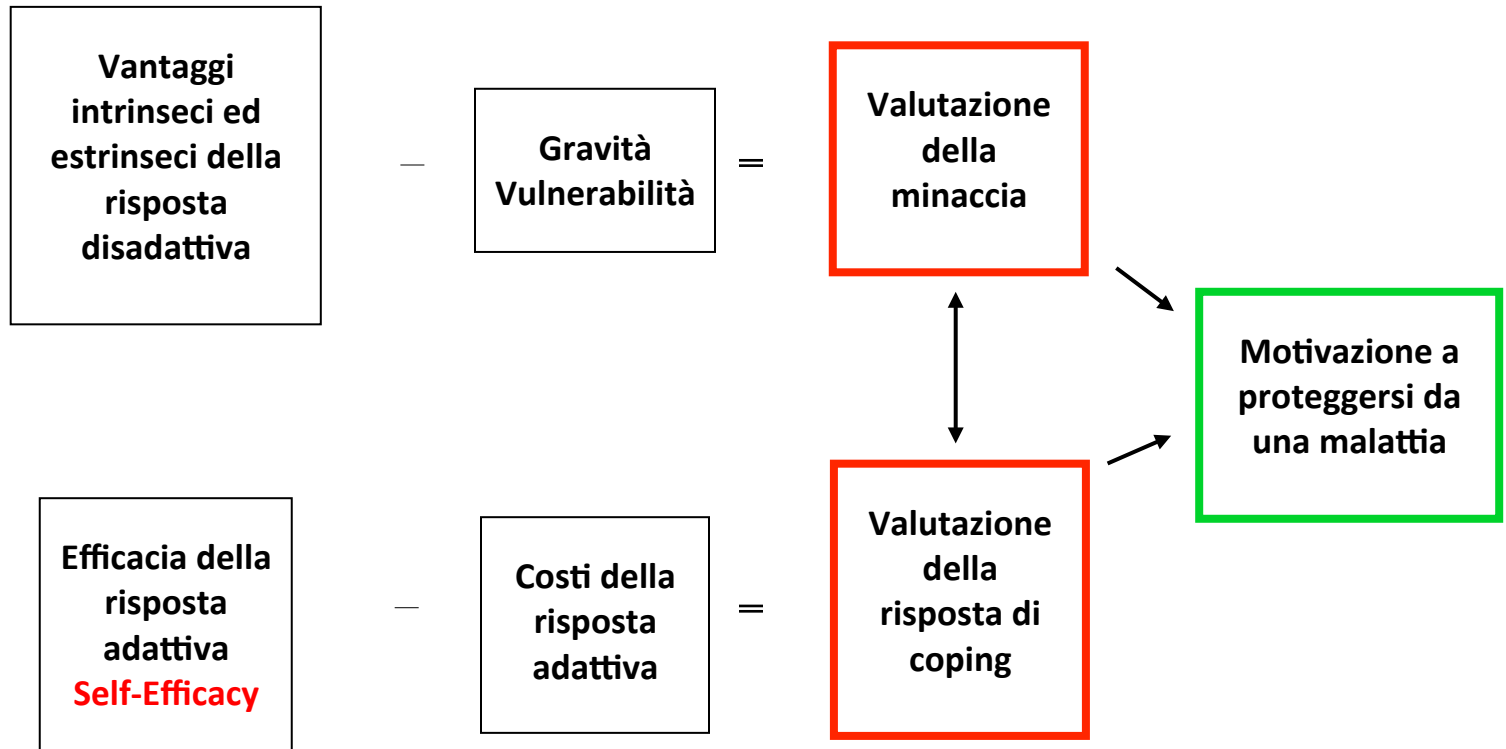 Vantaggi
intrinseci ed
estrinseci della
risposta
disadattiva
—
Gravità
Vulnerabilità
=
Valutazione
della
minaccia
Motivazione a
proteggersi da
una malattia
Efficacia della
risposta
adattiva
Self-Efficacy
—
Costi della
risposta
adattiva
=
Valutazione
della
risposta di
coping